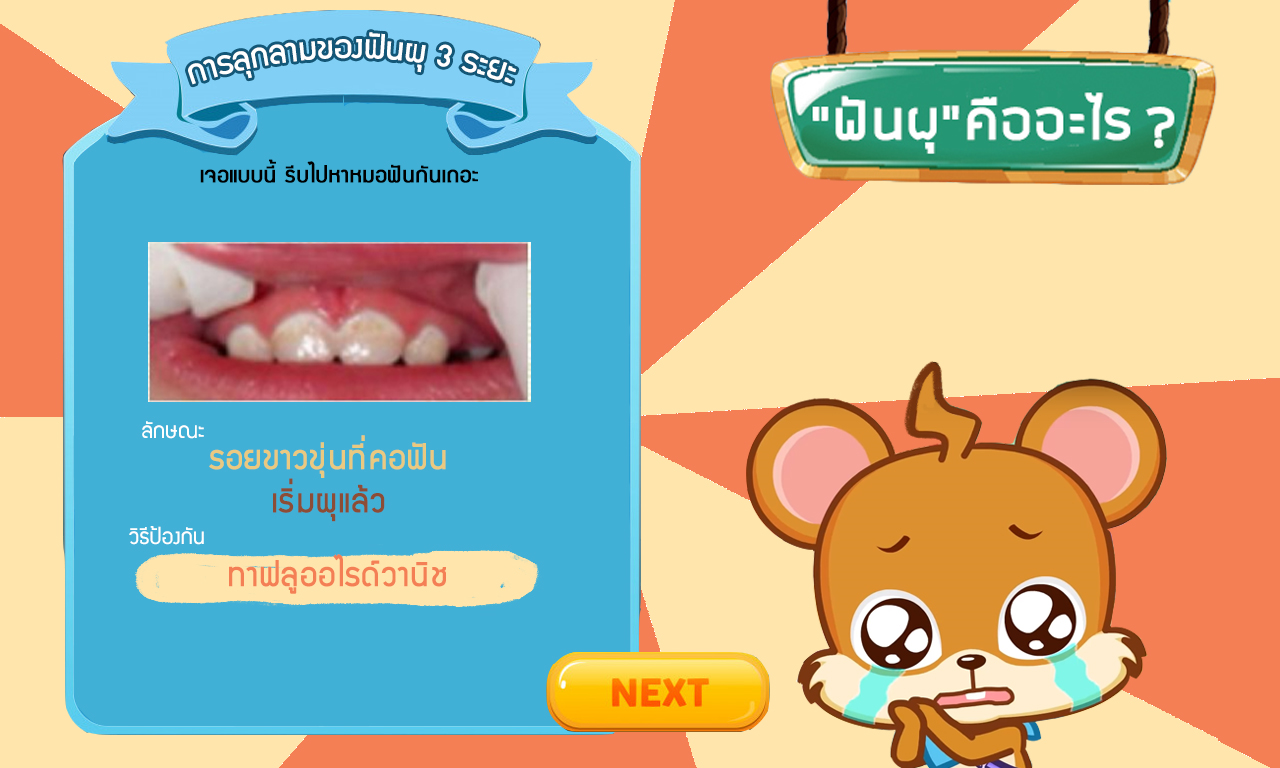 การลุกลามของฟันผุ 3 ระยะ
"ฟันผุ"คืออะไร ?
เจอแบบนี้ รีบไปหาหมอฟันกันเถอะ
ลักษณะ
รอยขาวขุ่นที่คอฟัน
เริ่มผุแล้ว
วิธีป้องกัน
ทาฟลูออไรด์วานิช
NEXT